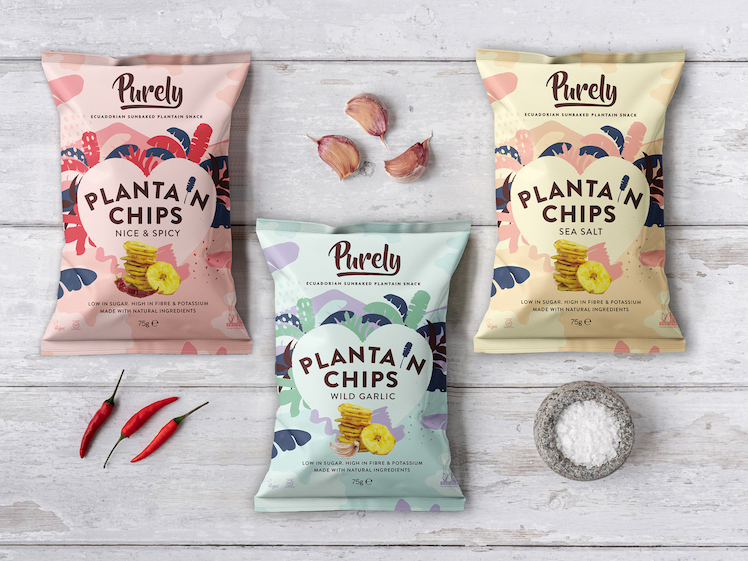 Purely
ECUADORIAN SUNBAKED PLANTAIN SNACK
PLANTAIN
CHIPS
NICE & SPICY
LOW IN SUGAR, HIGH IN FIBRE & POTASSIUM
MADE WITH NATURAL INGREDIENTS
75g e
Purely
ECUADORIAN SUNBAKED PLANTAIN SNACK
PLANTAIN
CHIPS
WILD GARLIC
LOW IN SUGAR, HIGH IN FIBRE & POTASSIUM
MADE WITH NATURAL INGREDIENTS
75g e
Purely
ECUADORIAN SUNBAKED PLANTAIN SNACK
PLANTAIN
CHIPS
SEA SALT
LOW IN SUGAR, HIGH IN FIBRE & POTASSIUM
MADE WITH NATURAL INGREDIENTS
75g e